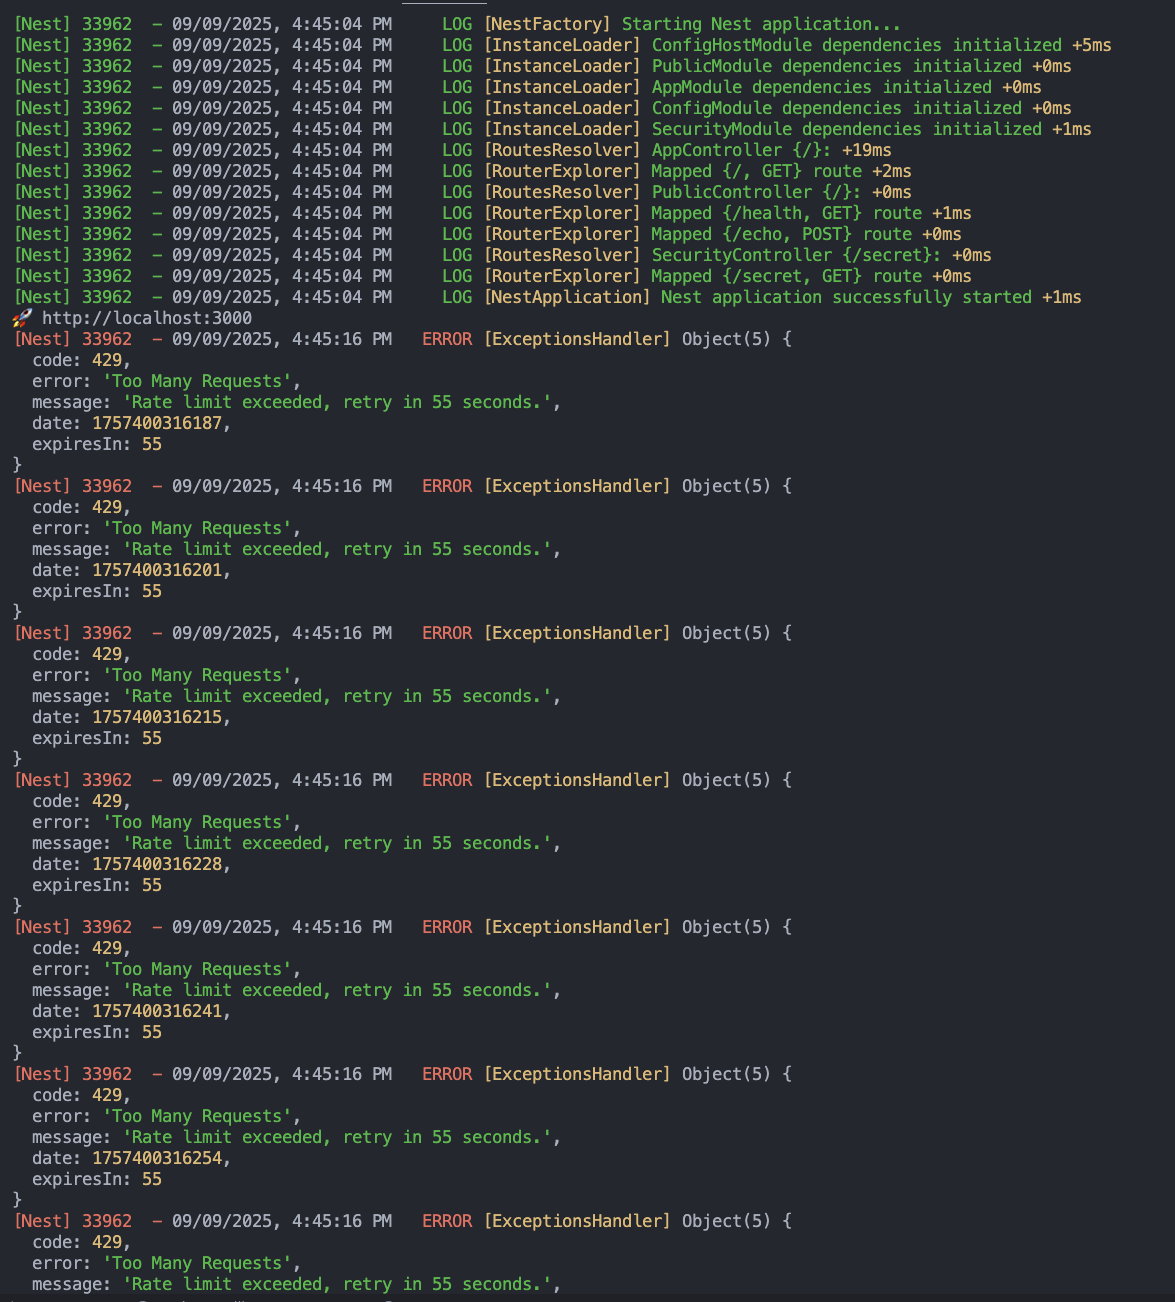 [Nest] 33962  - 09/09/2025, 4:45:04 PM     LOG [NestFactory] Starting Nest application...
[Nest] 33962  - 09/09/2025, 4:45:04 PM     LOG [InstanceLoader] ConfigHostModule dependencies initialized +5ms
[Nest] 33962  - 09/09/2025, 4:45:04 PM     LOG [InstanceLoader] PublicModule dependencies initialized +0ms
[Nest] 33962  - 09/09/2025, 4:45:04 PM     LOG [InstanceLoader] AppModule dependencies initialized +0ms
[Nest] 33962  - 09/09/2025, 4:45:04 PM     LOG [InstanceLoader] ConfigModule dependencies initialized +0ms
[Nest] 33962  - 09/09/2025, 4:45:04 PM     LOG [InstanceLoader] SecurityModule dependencies initialized +1ms
[Nest] 33962  - 09/09/2025, 4:45:04 PM     LOG [RoutesResolver] AppController {/}: +19ms
[Nest] 33962  - 09/09/2025, 4:45:04 PM     LOG [RouterExplorer] Mapped {/, GET} route +2ms
[Nest] 33962  - 09/09/2025, 4:45:04 PM     LOG [RoutesResolver] PublicController {/}: +0ms
[Nest] 33962  - 09/09/2025, 4:45:04 PM     LOG [RouterExplorer] Mapped {/health, GET} route +1ms
[Nest] 33962  - 09/09/2025, 4:45:04 PM     LOG [RouterExplorer] Mapped {/echo, POST} route +0ms
[Nest] 33962  - 09/09/2025, 4:45:04 PM     LOG [RoutesResolver] SecurityController {/secret}: +0ms
[Nest] 33962  - 09/09/2025, 4:45:04 PM     LOG [RouterExplorer] Mapped {/secret, GET} route +0ms
[Nest] 33962  - 09/09/2025, 4:45:04 PM     LOG [NestApplication] Nest application successfully started +1ms
🚀 http://localhost:3000
[Nest] 33962  - 09/09/2025, 4:45:16 PM   ERROR [ExceptionsHandler] Object(5) {
  code: 429,
  error: 'Too Many Requests',
  message: 'Rate limit exceeded, retry in 55 seconds.',
  date: 1757400316187,
  expiresIn: 55
}
[Nest] 33962  - 09/09/2025, 4:45:16 PM   ERROR [ExceptionsHandler] Object(5) {
  code: 429,
  error: 'Too Many Requests',
  message: 'Rate limit exceeded, retry in 55 seconds.',
  date: 1757400316201,
  expiresIn: 55
}
[Nest] 33962  - 09/09/2025, 4:45:16 PM   ERROR [ExceptionsHandler] Object(5) {
  code: 429,
  error: 'Too Many Requests',
  message: 'Rate limit exceeded, retry in 55 seconds.',
  date: 1757400316215,
  expiresIn: 55
}
[Nest] 33962  - 09/09/2025, 4:45:16 PM   ERROR [ExceptionsHandler] Object(5) {
  code: 429,
  error: 'Too Many Requests',
  message: 'Rate limit exceeded, retry in 55 seconds.',
  date: 1757400316228,
  expiresIn: 55
}
[Nest] 33962  - 09/09/2025, 4:45:16 PM   ERROR [ExceptionsHandler] Object(5) {
  code: 429,
  error: 'Too Many Requests',
  message: 'Rate limit exceeded, retry in 55 seconds.',
  date: 1757400316241,
  expiresIn: 55
}
[Nest] 33962  - 09/09/2025, 4:45:16 PM   ERROR [ExceptionsHandler] Object(5) {
  code: 429,
  error: 'Too Many Requests',
  message: 'Rate limit exceeded, retry in 55 seconds.',
  date: 1757400316254,
  expiresIn: 55
}
[Nest] 33962  - 09/09/2025, 4:45:16 PM   ERROR [ExceptionsHandler] Object(5) {
  code: 429,
  error: 'Too Many Requests',
  message: 'Rate limit exceeded, retry in 55 seconds.',